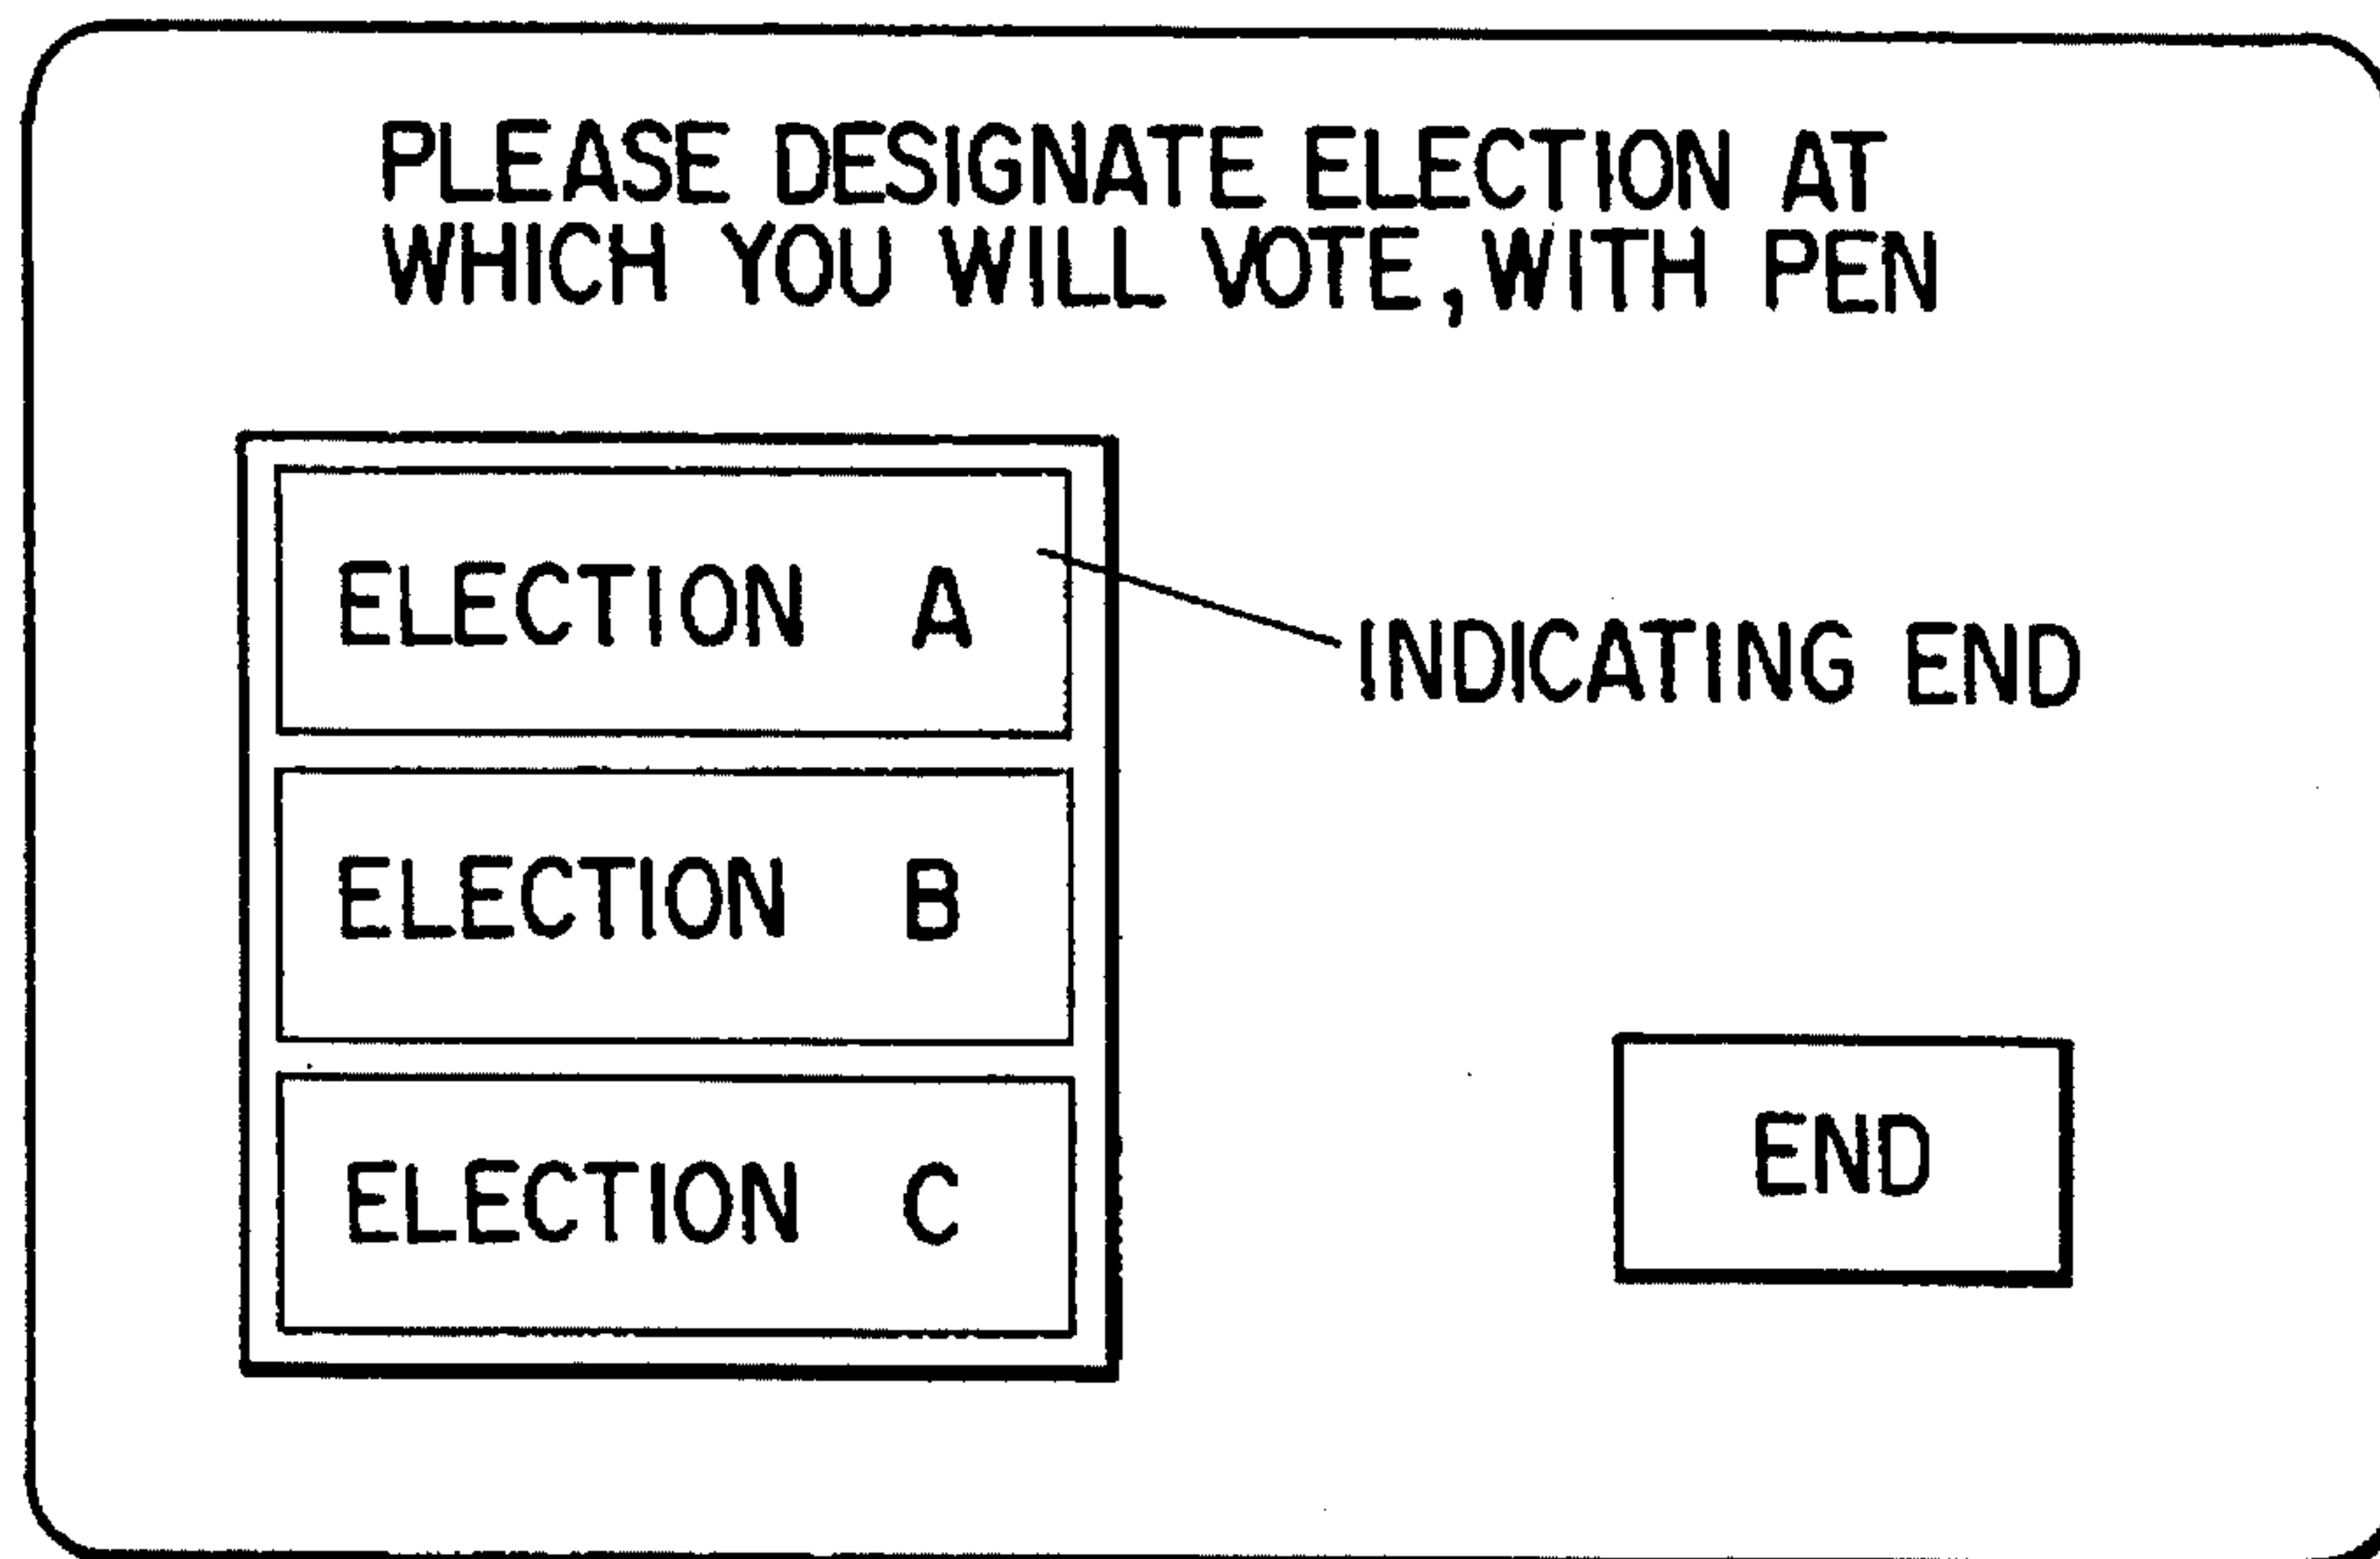 PLEASE DESIGNATE ELECTION AT
WHICH YOU WILL VOTE,WITH PEN
ELECTION A
INDICATING END
ELECTION B
ELECTION C
END